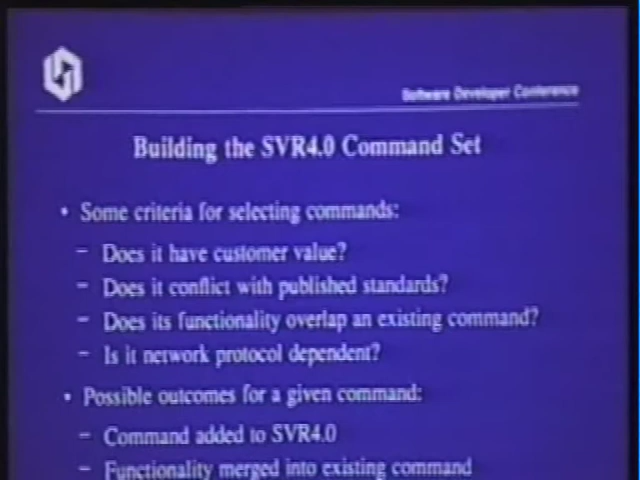 Software Developer Conference
Building the SVR4.0 Command Set
• Some criteria for selecting commands:
– Does it have customer value?
– Does it conflict with published standards?
– Does its functionality overlap an existing command?
– Is it network protocol dependent?
• Possible outcomes for a given command:
– Command added to SVR4.0
– Functionality merged into existing command